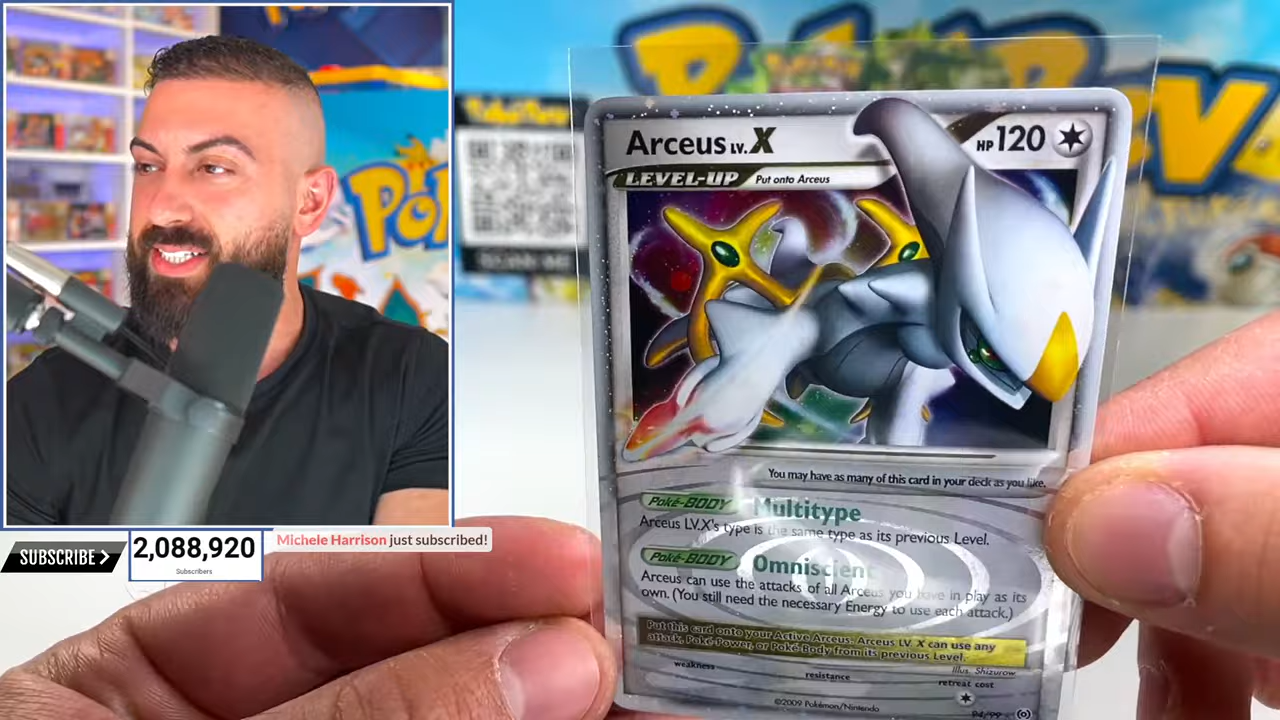 Arceus LV.X
HP 120
LEVEL-UP Put onto Arceus
You may have as many of this card in your deck as you like.
Poké-BODY Multitype
Arceus LV.X's type is the same type as its previous Level.
Poké-BODY Omniscient
Arceus can use the attacks of all Arceus you have in play as its
own. (You still need the necessary Energy to use each attack.)
Put this card onto your Active Arceus. Arceus LV. X can use any
attack, Poké-Power, or Poké-Body from its previous Level.
Illus. Shizurow
weakness
resistance
retreat cost
©2009 Pokémon/Nintendo
94/99
SCAN ME
SUBSCRIBE
2,088,920
Subscribers
Michele Harrison just subscribed!